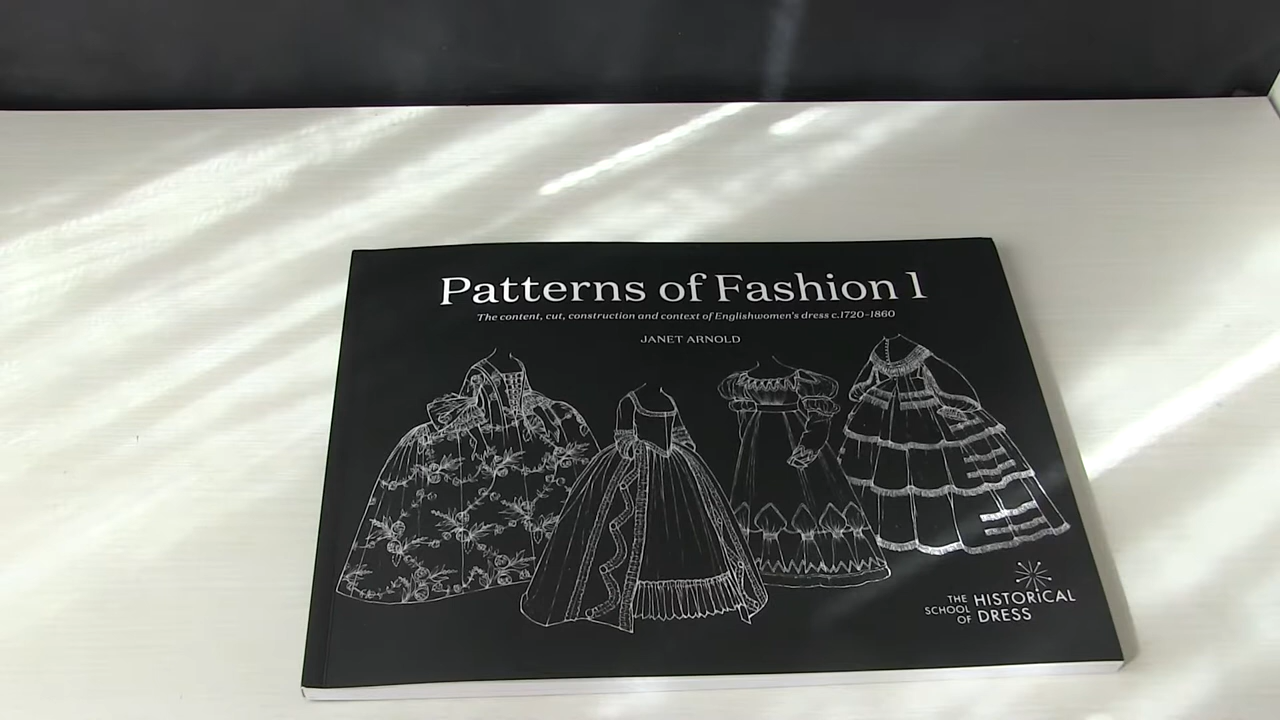 Patterns of Fashion 1
The content, cut, construction and context of Englishwomen's dress c.1720–1860
JANET ARNOLD
THE SCHOOL OF HISTORICAL DRESS